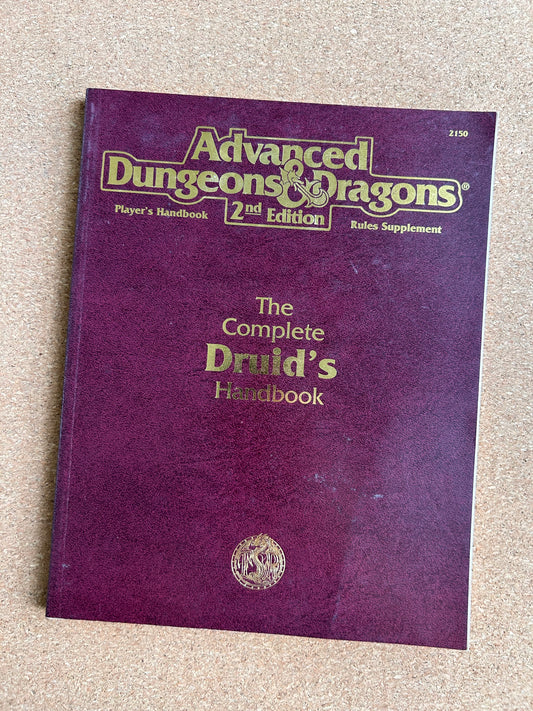 2150
Advanced
Dungeons & Dragons®
Player's Handbook
2nd Edition
Rules Supplement
The
Complete
Druid's
Handbook
TSR